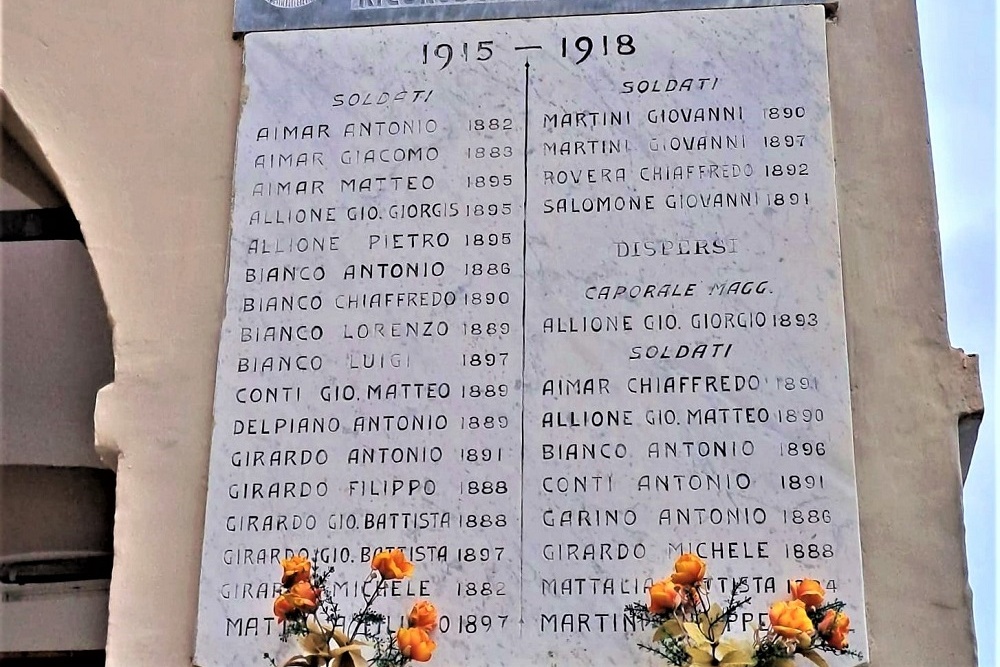 1915 – 1918
SOLDATI
AIMAR ANTONIO 1882
AIMAR GIACOMO 1883
AIMAR MATTEO 1895
ALLIONE GIO. GIORGIS 1895
ALLIONE PIETRO 1895
BIANCO ANTONIO 1886
BIANCO CHIAFFREDO 1890
BIANCO LORENZO 1889
BIANCO LUIGI 1897
CONTI GIO. MATTEO 1889
DELPIANO ANTONIO 1889
GIRARDO ANTONIO 1891
GIRARDO FILIPPO 1888
GIRARDO GIO. BATTISTA 1888
GIRARDO GIO. BATTISTA 1897
GIRARDO MICHELE 1882
1897
SOLDATI
MARTINI GIOVANNI 1890
MARTINI GIOVANNI 1897
ROVERA CHIAFFREDO 1892
SALOMONE GIOVANNI 1891
DISPERSI
CAPORALE MAGG.
ALLIONE GIO. GIORGIO 1893
SOLDATI
AIMAR CHIAFFREDO 1891
ALLIONE GIO. MATTEO 1890
BIANCO ANTONIO 1896
CONTI ANTONIO 1891
GARINO ANTONIO 1886
GIRARDO MICHELE 1888
MATTALIA BATTISTA
MARTINI